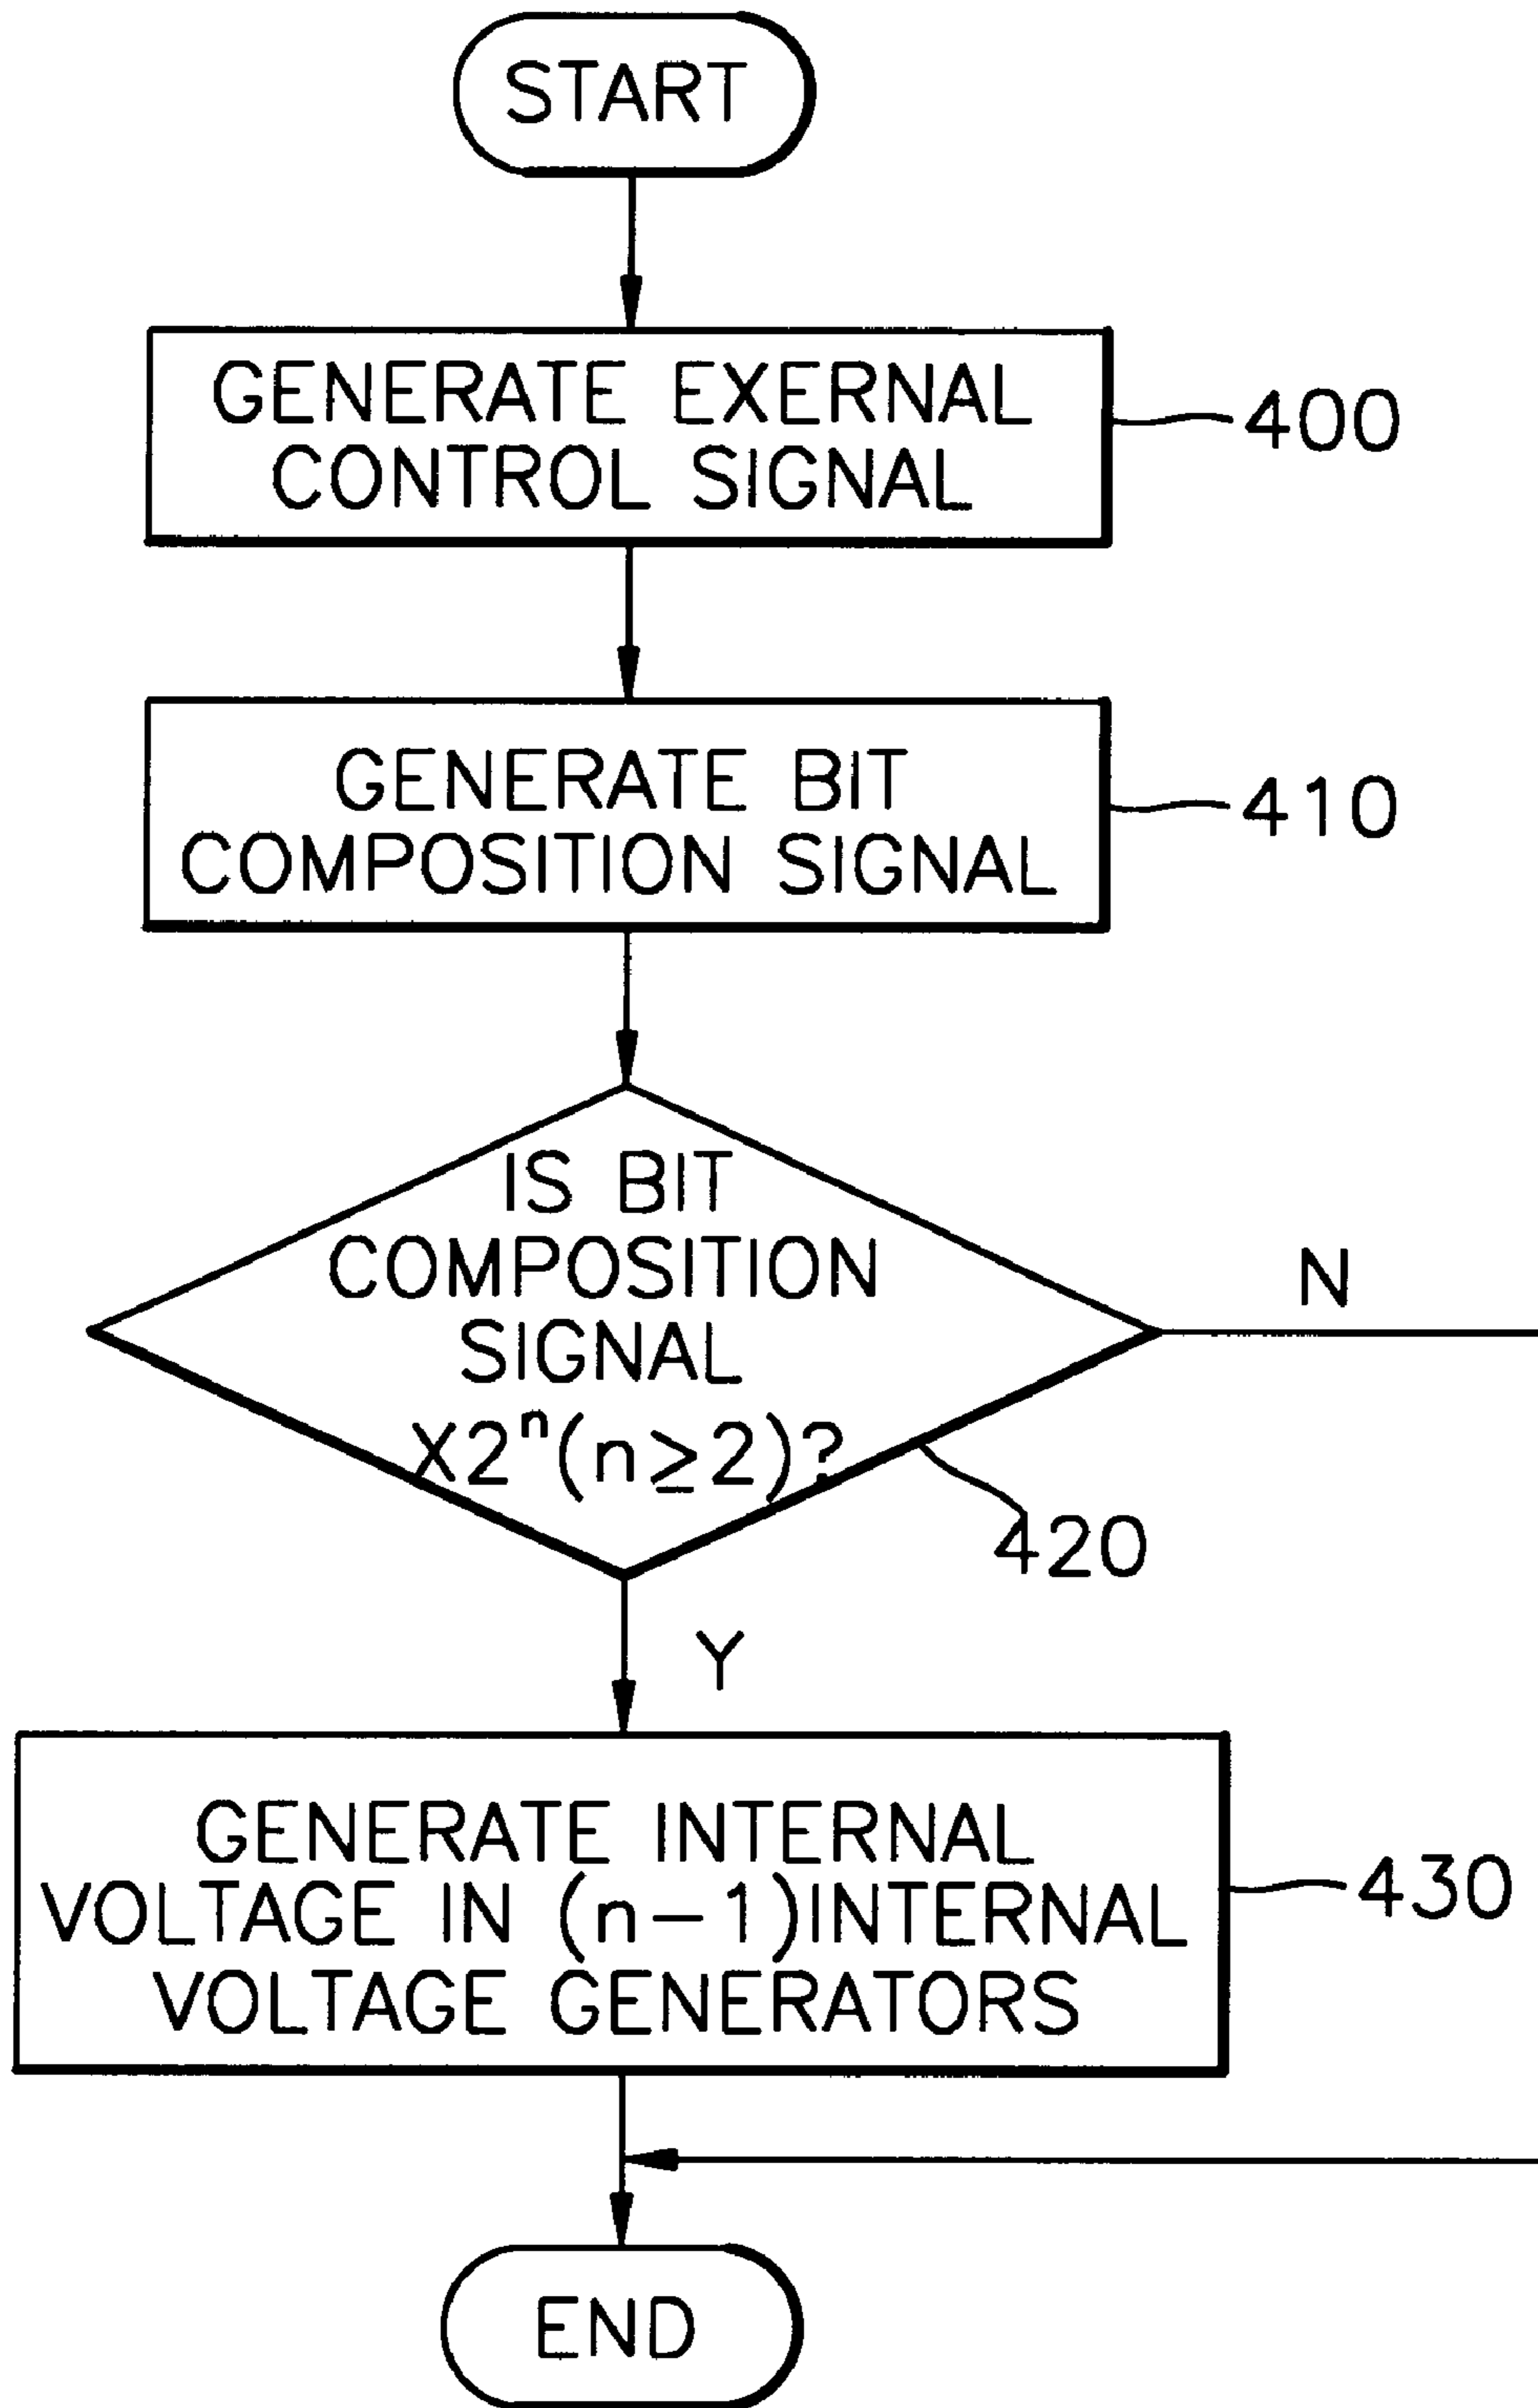 START
GENERATE EXERNAL
CONTROL SIGNAL
400
GENERATE BIT
COMPOSITION SIGNAL
410
IS BIT
COMPOSITION
SIGNAL
X2ⁿ(n≥2)?
N
420
Y
GENERATE INTERNAL
VOLTAGE IN (n-1)INTERNAL
VOLTAGE GENERATORS
430
END